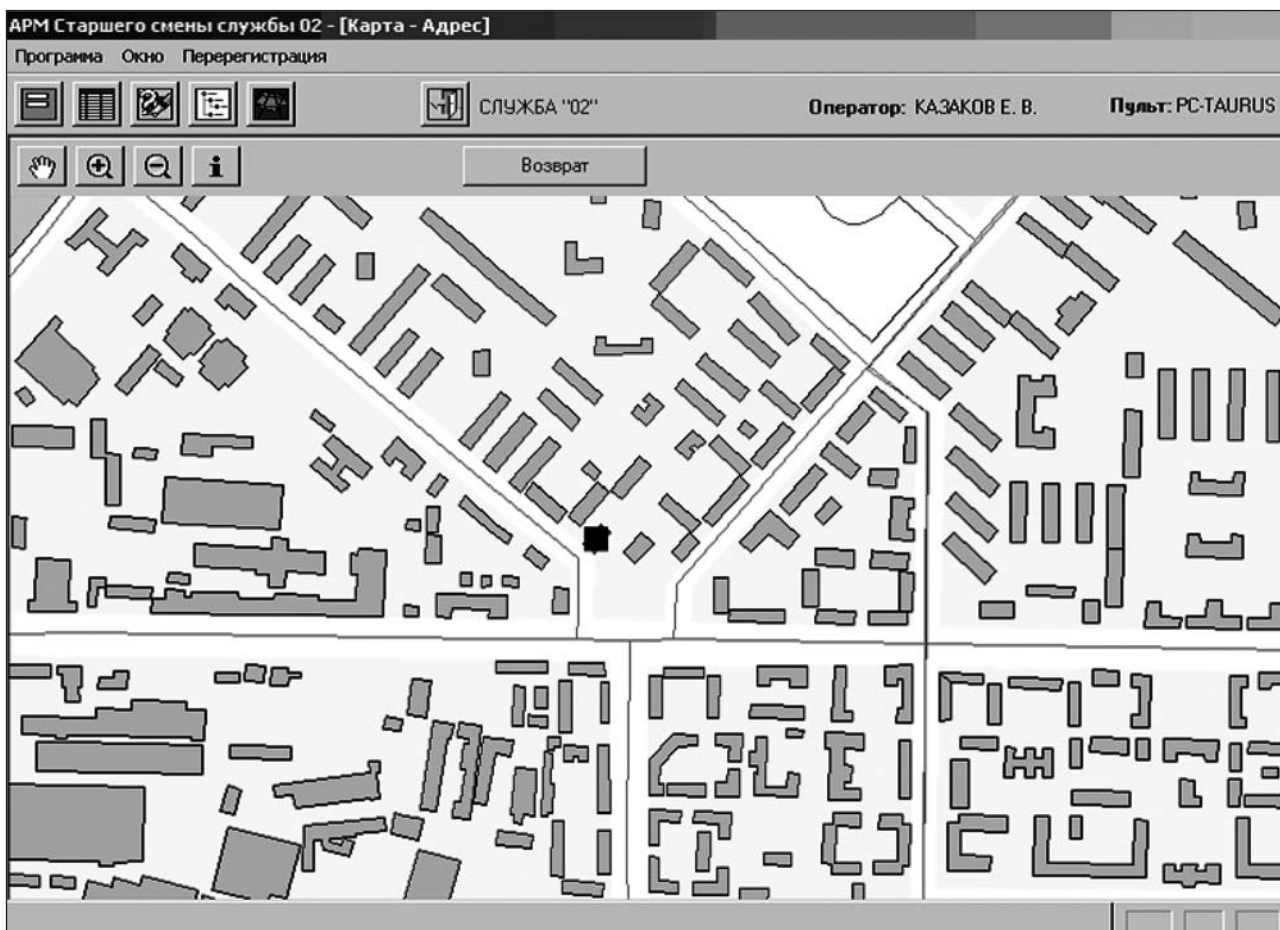 АРМ Старшего смены службы 02 - [Карта - Адрес]
Программа Окно Перерегистрация
СЛУЖБА "02" Оператор: КАЗАКОВ Е. В. Пульт: PC-TAURUS
Возврат